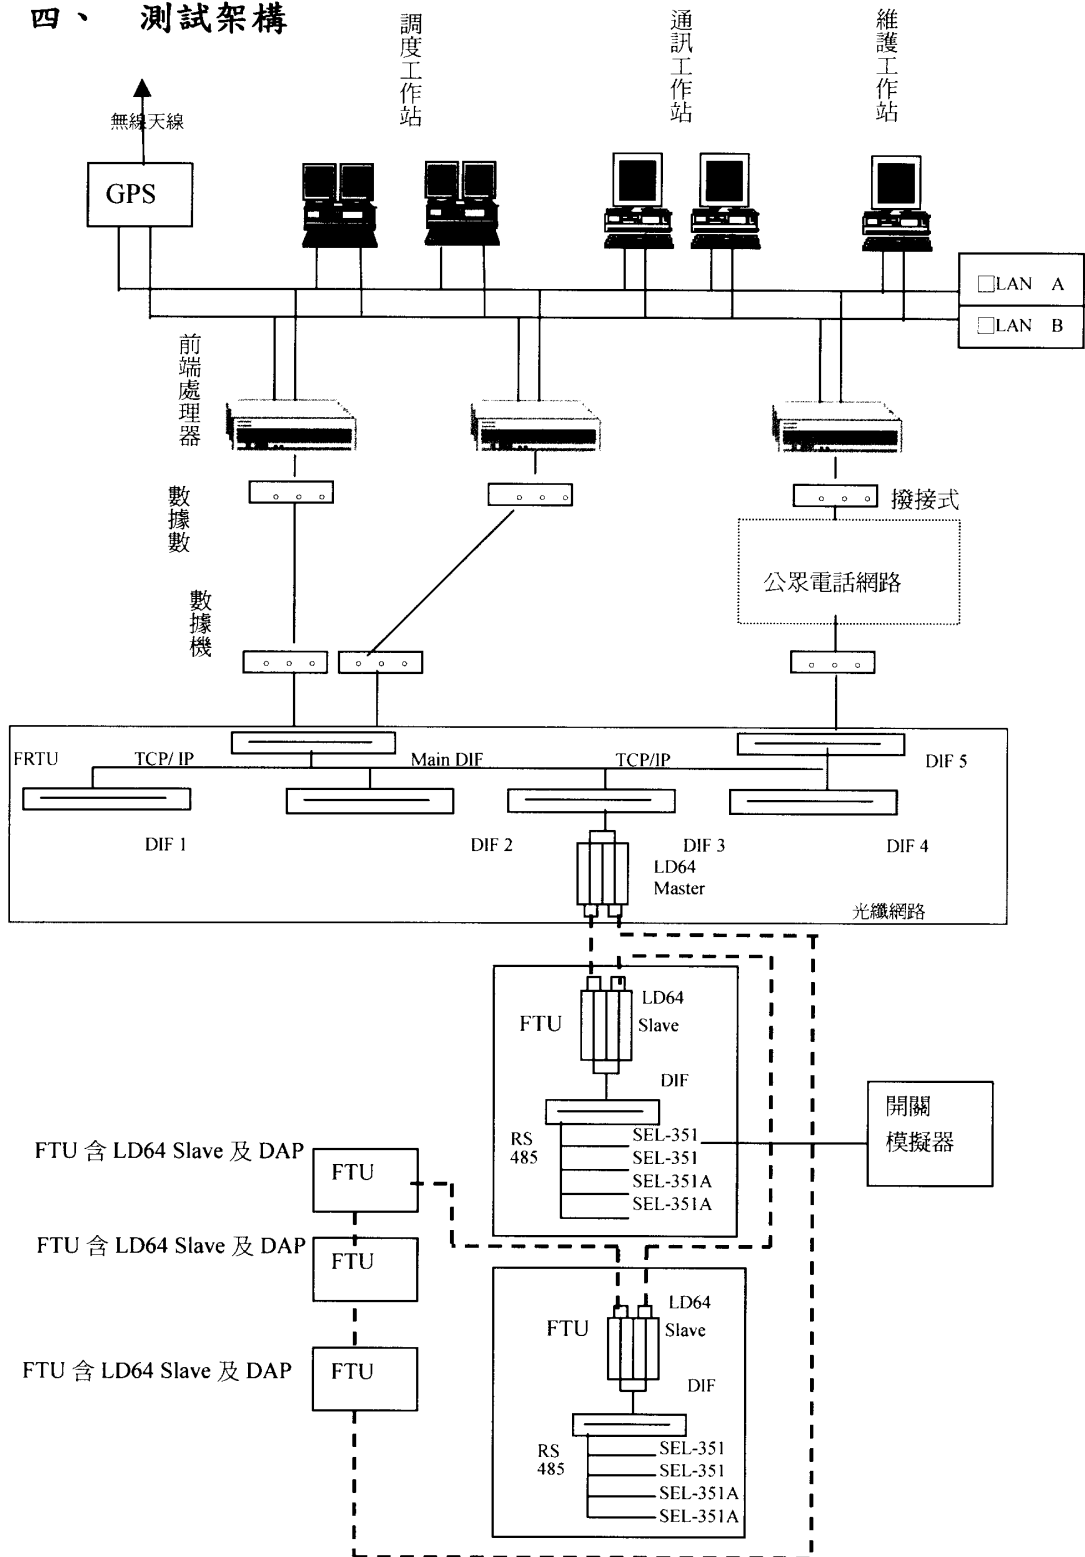 四、 測試架構
調度工作站
通訊工作站
維護工作站
無線天線
GPS
□LAN A
□LAN B
前端處理器
數據數
撥接式
公眾電話網路
數據機
FRTU
TCP/ IP
Main DIF
TCP/IP
DIF 5
DIF 1
DIF 2
DIF 3
DIF 4
LD64
Master
光纖網路
LD64
FTU
Slave
DIF
開關
模擬器
RS
485
SEL-351
SEL-351
SEL-351A
SEL-351A
FTU 含 LD64 Slave 及 DAP
FTU
FTU 含 LD64 Slave 及 DAP
FTU
FTU 含 LD64 Slave 及 DAP
FTU
LD64
FTU
Slave
DIF
RS
485
SEL-351
SEL-351
SEL-351A
SEL-351A